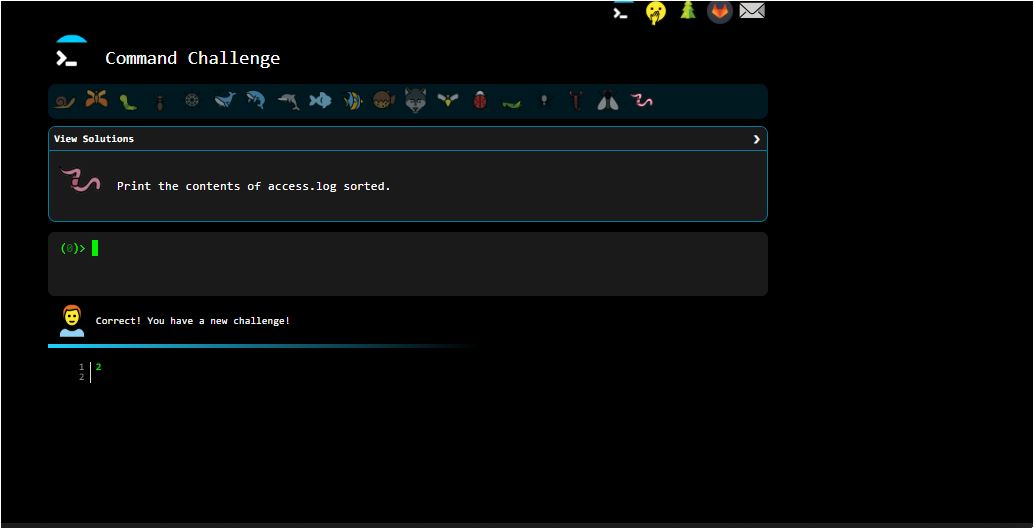 Command Challenge
View Solutions
Print the contents of access.log sorted.
(0)>
Correct! You have a new challenge!
1 2
2